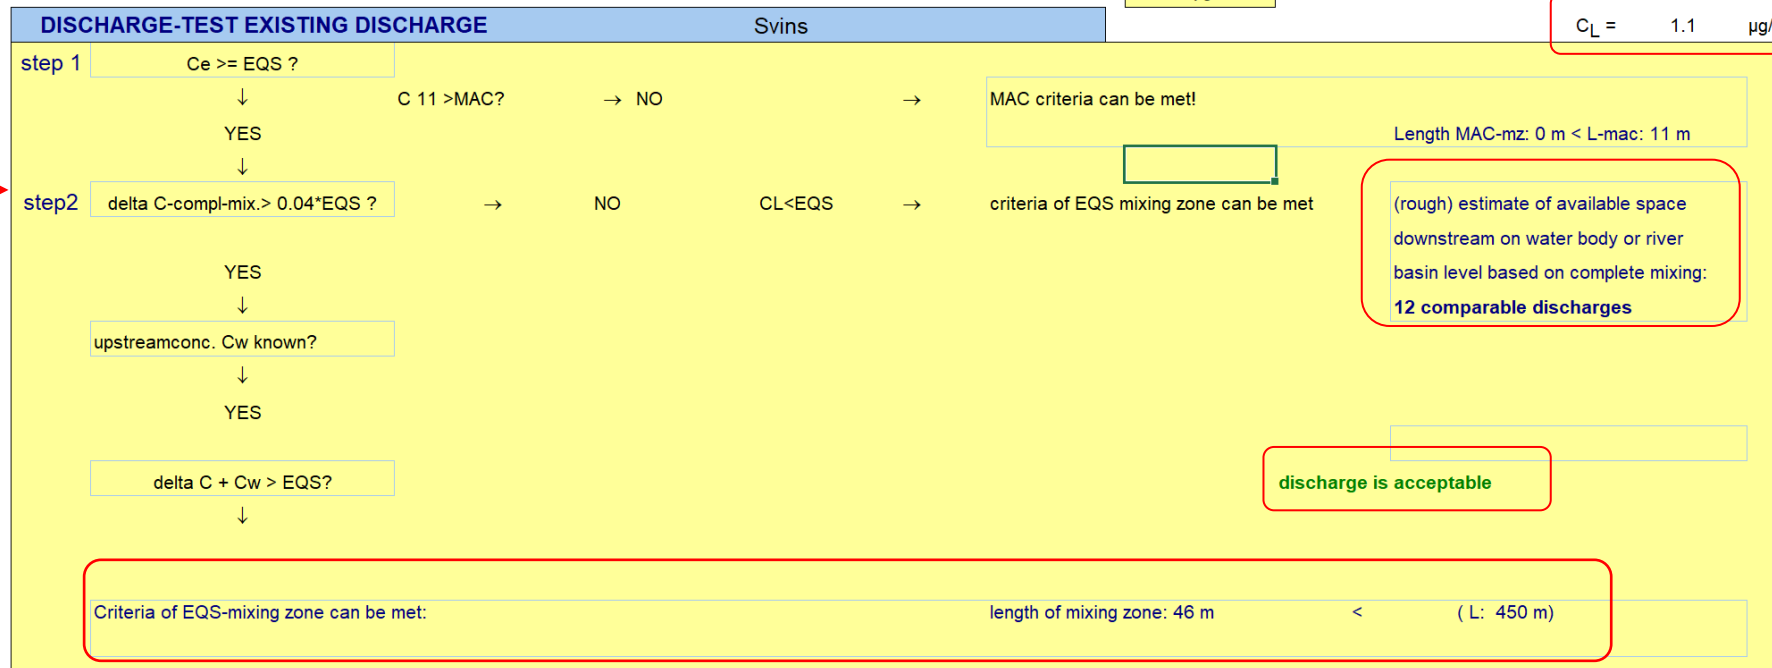 DISCHARGE-TEST EXISTING DISCHARGE Svins CL = 1.1 µg/
step 1 Ce >= EQS ?
↓ C 11 >MAC? → NO → MAC criteria can be met!
YES Length MAC-mz: 0 m < L-mac: 11 m
↓
step2 delta C-compl-mix.> 0.04*EQS ? → NO CL<EQS → criteria of EQS mixing zone can be met (rough) estimate of available space
downstream on water body or river
YES basin level based on complete mixing:
↓ 12 comparable discharges
upstreamconc. Cw known?
↓
YES
delta C + Cw > EQS? discharge is acceptable
↓
Criteria of EQS-mixing zone can be met: length of mixing zone: 46 m < ( L: 450 m)